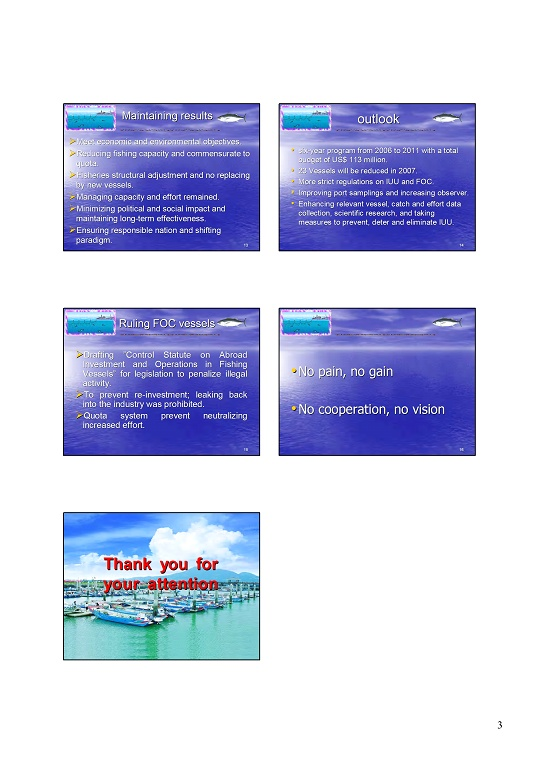 Maintaining results
Meet economic and environmental objectives.
Reducing fishing capacity and commensurate to
quota.
Fisheries structural adjustment and no replacing
by new vessels.
Managing capacity and effort remained.
Minimizing political and social impact and
maintaining long-term effectiveness.
Ensuring responsible nation and shifting
paradigm.
13
outlook
six-year program from 2006 to 2011 with a total
budget of US$ 113 million.
23 Vessels will be reduced in 2007.
More strict regulations on IUU and FOC.
Improving port samplings and increasing observer.
Enhancing relevant vessel, catch and effort data
collection, scientific research, and taking
measures to prevent, deter and eliminate IUU.
14
Ruling FOC vessels
Drafting "Control Statute on Abroad
Investment and Operations in Fishing
Vessels" for legislation to penalize illegal
activity.
To prevent re-investment; leaking back
into the industry was prohibited.
Quota system prevent neutralizing
increased effort.
15
No pain, no gain
No cooperation, no vision
16
Thank you for
your attention
3